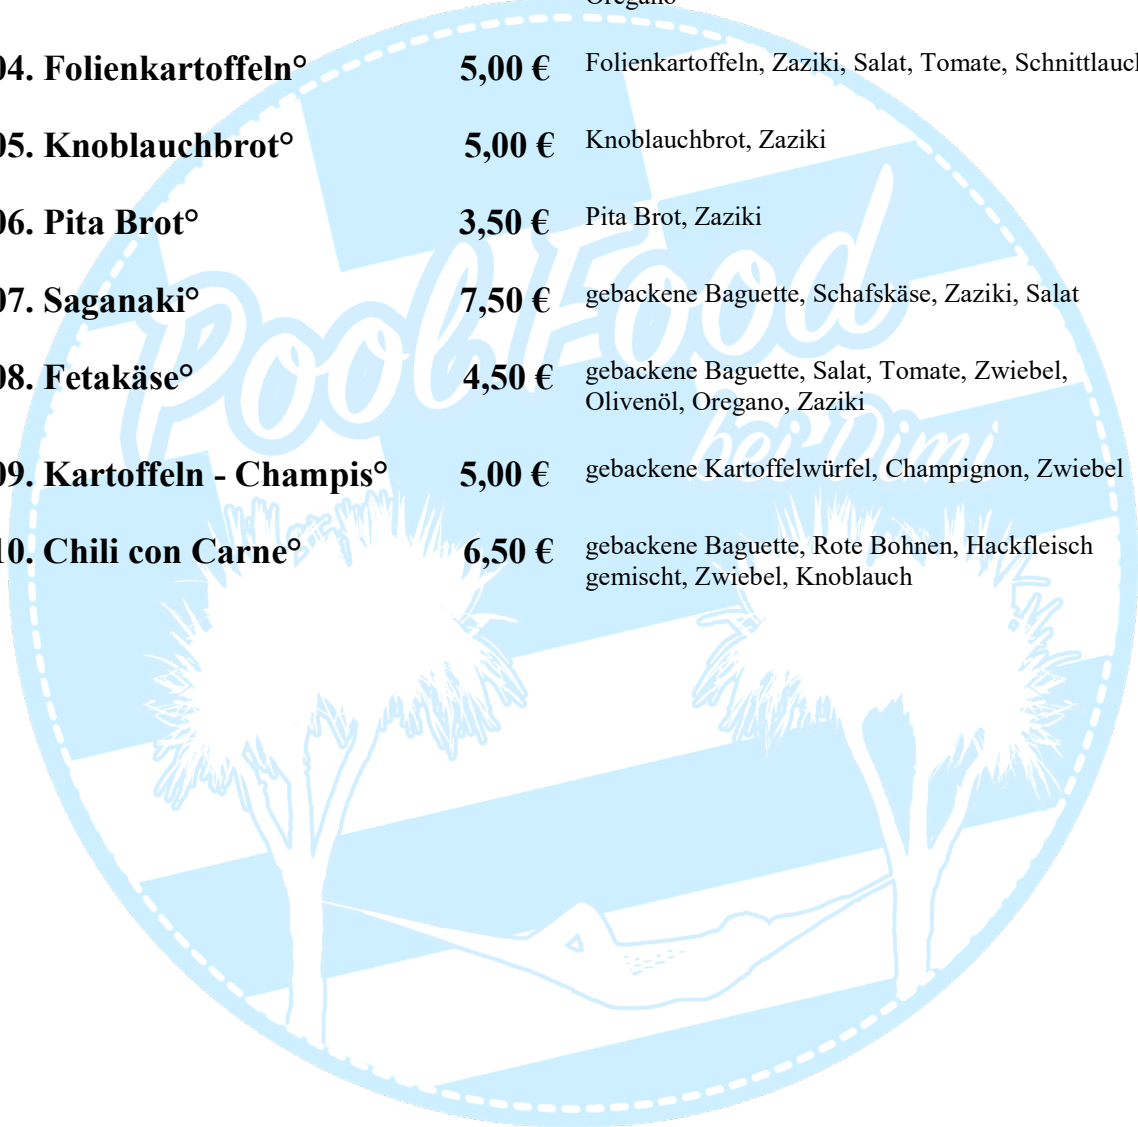 Oregano
04. Folienkartoffeln° 5,00 € Folienkartoffeln, Zaziki, Salat, Tomate, Schnittlauch
05. Knoblauchbrot° 5,00 € Knoblauchbrot, Zaziki
06. Pita Brot° 3,50 € Pita Brot, Zaziki
07. Saganaki° 7,50 € gebackene Baguette, Schafskäse, Zaziki, Salat
08. Fetakäse° 4,50 € gebackene Baguette, Salat, Tomate, Zwiebel,
Olivenöl, Oregano, Zaziki
09. Kartoffeln - Champis° 5,00 € gebackene Kartoffelwürfel, Champignon, Zwiebel
10. Chili con Carne° 6,50 € gebackene Baguette, Rote Bohnen, Hackfleisch
gemischt, Zwiebel, Knoblauch
Pool Food
bei Dimi